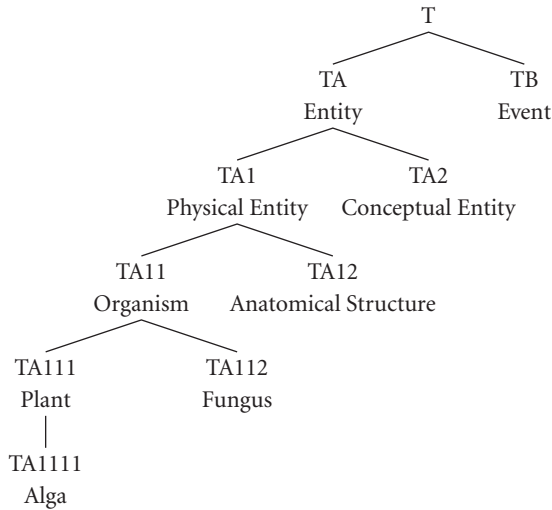 T
TA TB
Entity Event
TA1 TA2
Physical Entity Conceptual Entity
TA11 TA12
Organism Anatomical Structure
TA111 TA112
Plant Fungus
TA1111
Alga